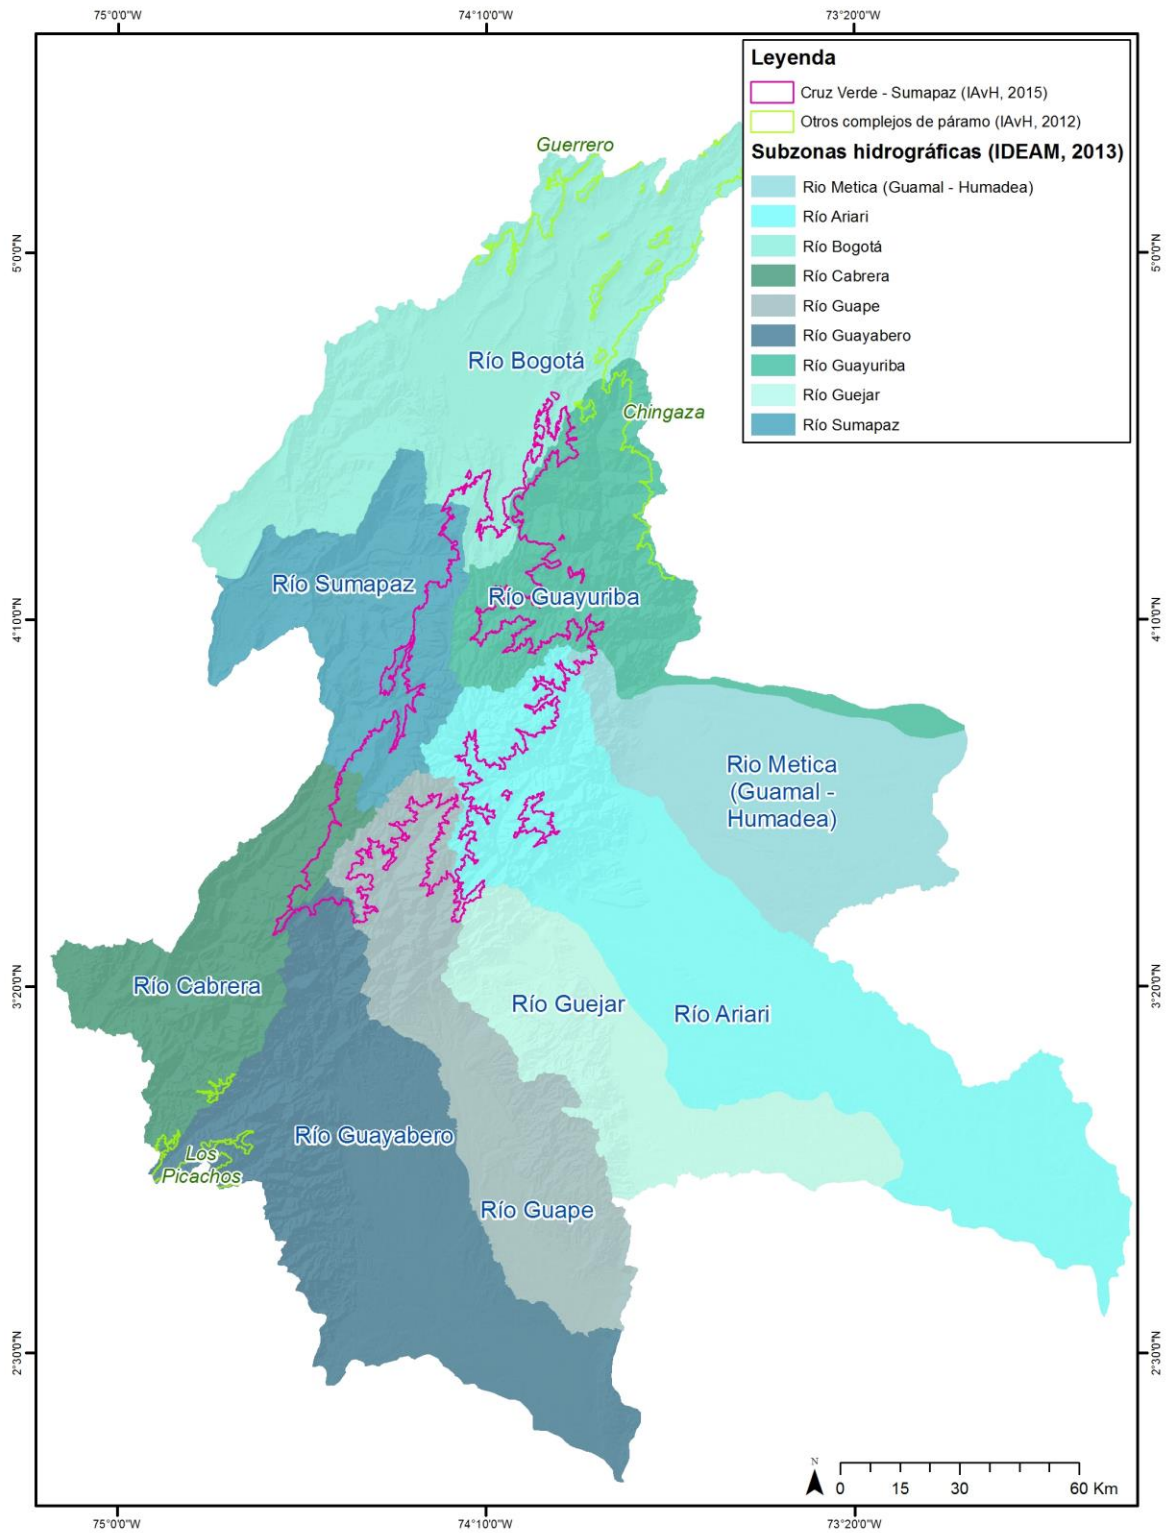 75°0'0"W
74°10'0"W
73°20'0"W
Leyenda
Cruz Verde - Sumapaz (IAvH, 2015)
Otros complejos de páramo (IAvH, 2012)
Subzonas hidrográficas (IDEAM, 2013)
Rio Metica (Guamal - Humadea)
Río Ariari
Río Bogotá
Río Cabrera
Río Guape
Río Guayabero
Río Guayuriba
Río Guejar
Río Sumapaz
Guerrero
5°0'0"N
5°0'0"N
Río Bogotá
Chingaza
Río Sumapaz
Río Guayuriba
4°10'0"N
4°10'0"N
Rio Metica
(Guamal -
Humadea)
Río Cabrera
3°20'0"N
3°20'0"N
Río Guejar
Río Ariari
Río Guayabero
Los
Picachos
Río Guape
2°30'0"N
2°30'0"N
N
0
15
30
60 Km
75°0'0"W
74°10'0"W
73°20'0"W